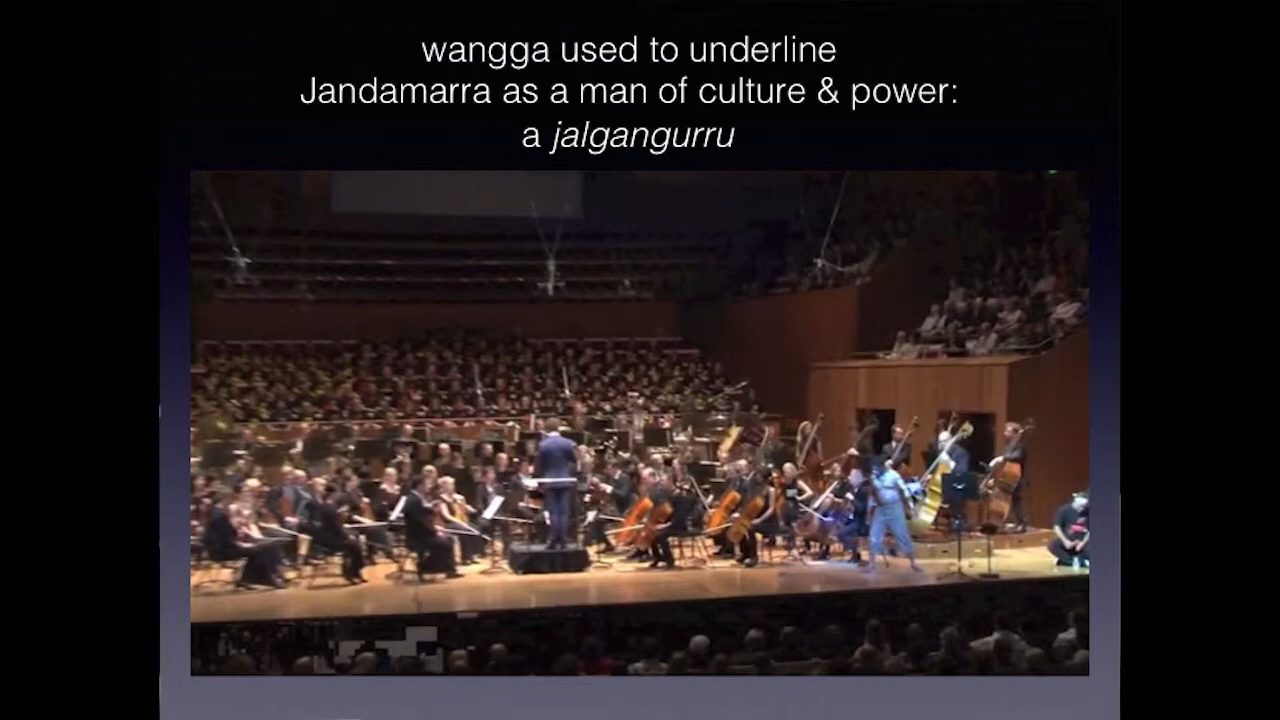 wangga used to underline
Jandamarra as a man of culture & power:
a jalgangurru